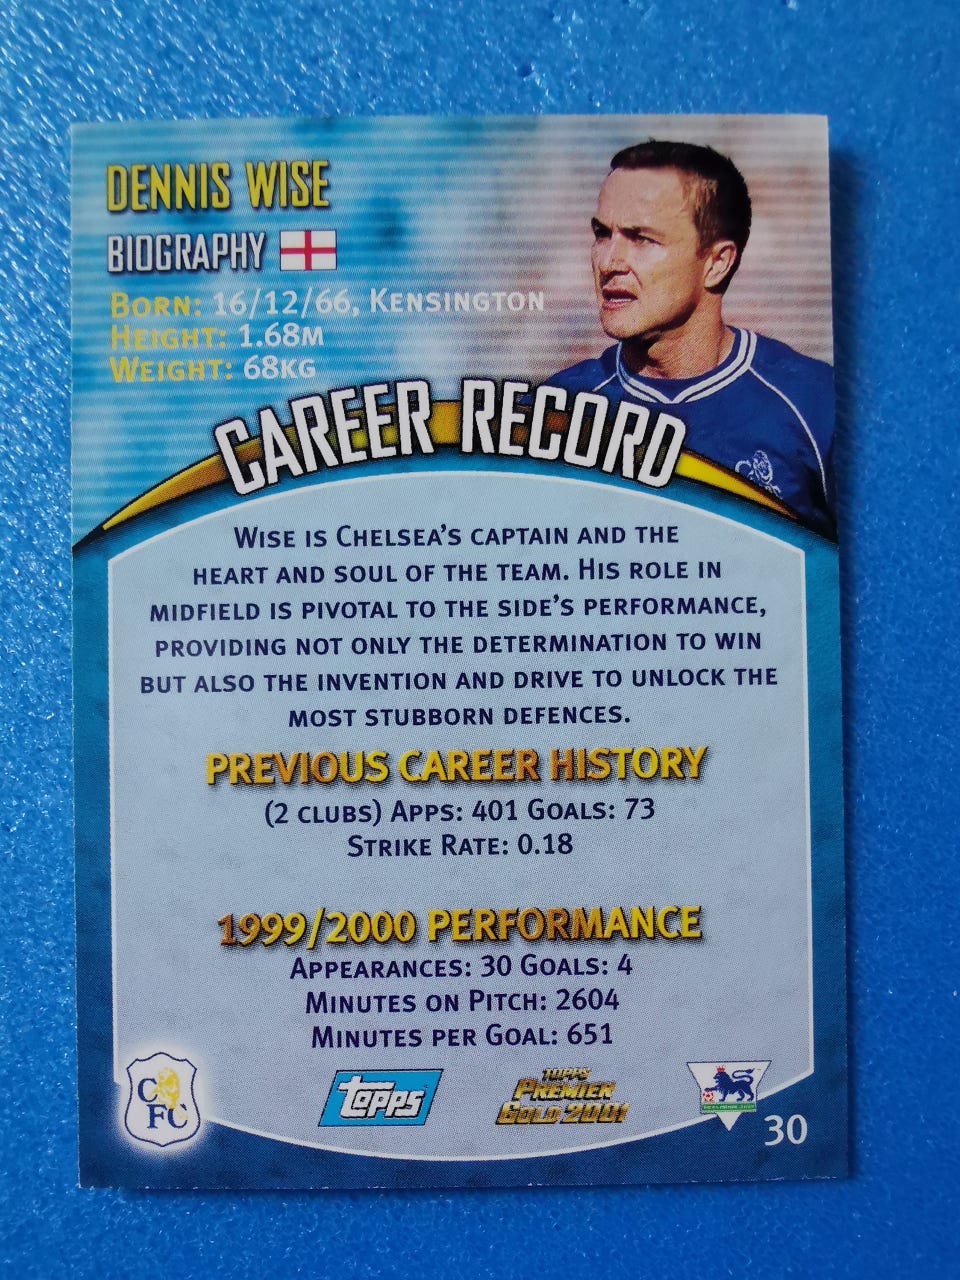 DENNIS WISE
BIOGRAPHY
BORN: 16/12/66, KENSINGTON
HEIGHT: 1.68M
WEIGHT: 68KG
CAREER RECORD
WISE IS CHELSEA'S CAPTAIN AND THE
HEART AND SOUL OF THE TEAM. HIS ROLE IN
MIDFIELD IS PIVOTAL TO THE SIDE'S PERFORMANCE,
PROVIDING NOT ONLY THE DETERMINATION TO WIN
BUT ALSO THE INVENTION AND DRIVE TO UNLOCK THE
MOST STUBBORN DEFENCES.
PREVIOUS CAREER HISTORY
(2 CLUBS) APPS: 401 GOALS: 73
STRIKE RATE: 0.18
1999/2000 PERFORMANCE
APPEARANCES: 30 GOALS: 4
MINUTES ON PITCH: 2604
MINUTES PER GOAL: 651
CFC
Topps
TOPPS
PREMIER
GOLD 2001
30